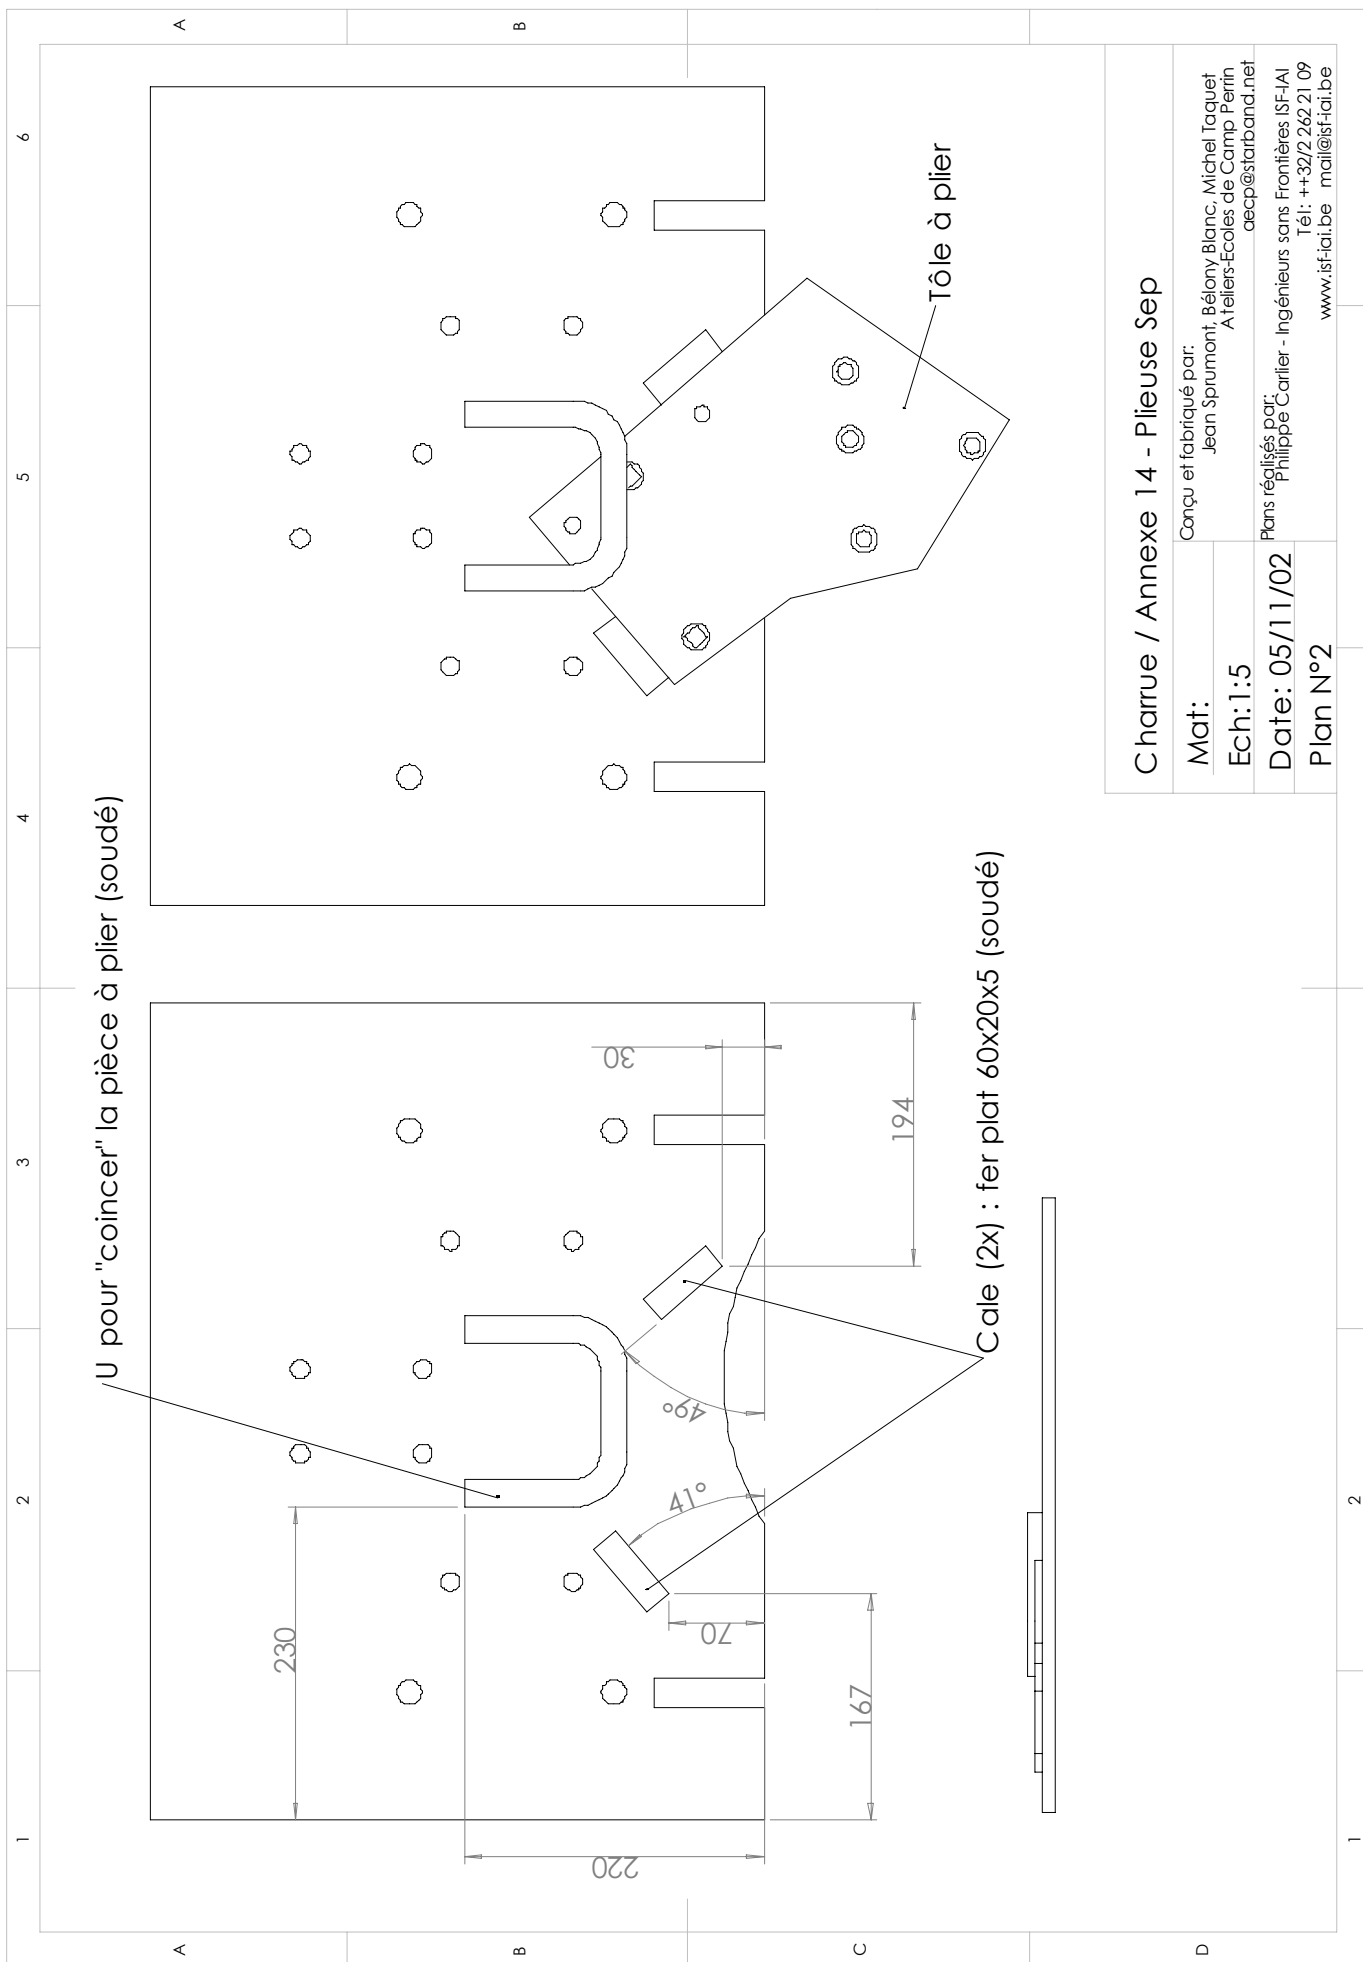 1
2
3
4
5
6
A
B
A
B
C
D
1
2
U pour "coincer" la pièce à plier (soudé)
230
220
41°
49°
70
30
167
194
Cale (2x) : fer plat 60x20x5 (soudé)
Tôle à plier
Charrue / Annexe 14 - Plieuse Sep
Mat:
Ech:1:5
Date: 05/11/02
Plan N°2
Conçu et fabriqué par:
Jean Sprumont, Bélony Blanc, Michel Taquet
Ateliers-Ecoles de Camp Perrin
aecp@starband.net
Plans réalisés par:
Philippe Carlier - Ingénieurs sans Frontières ISF-IAI
Tél: ++32/2 262 21 09
www.isf-iai.be mail@isf-iai.be